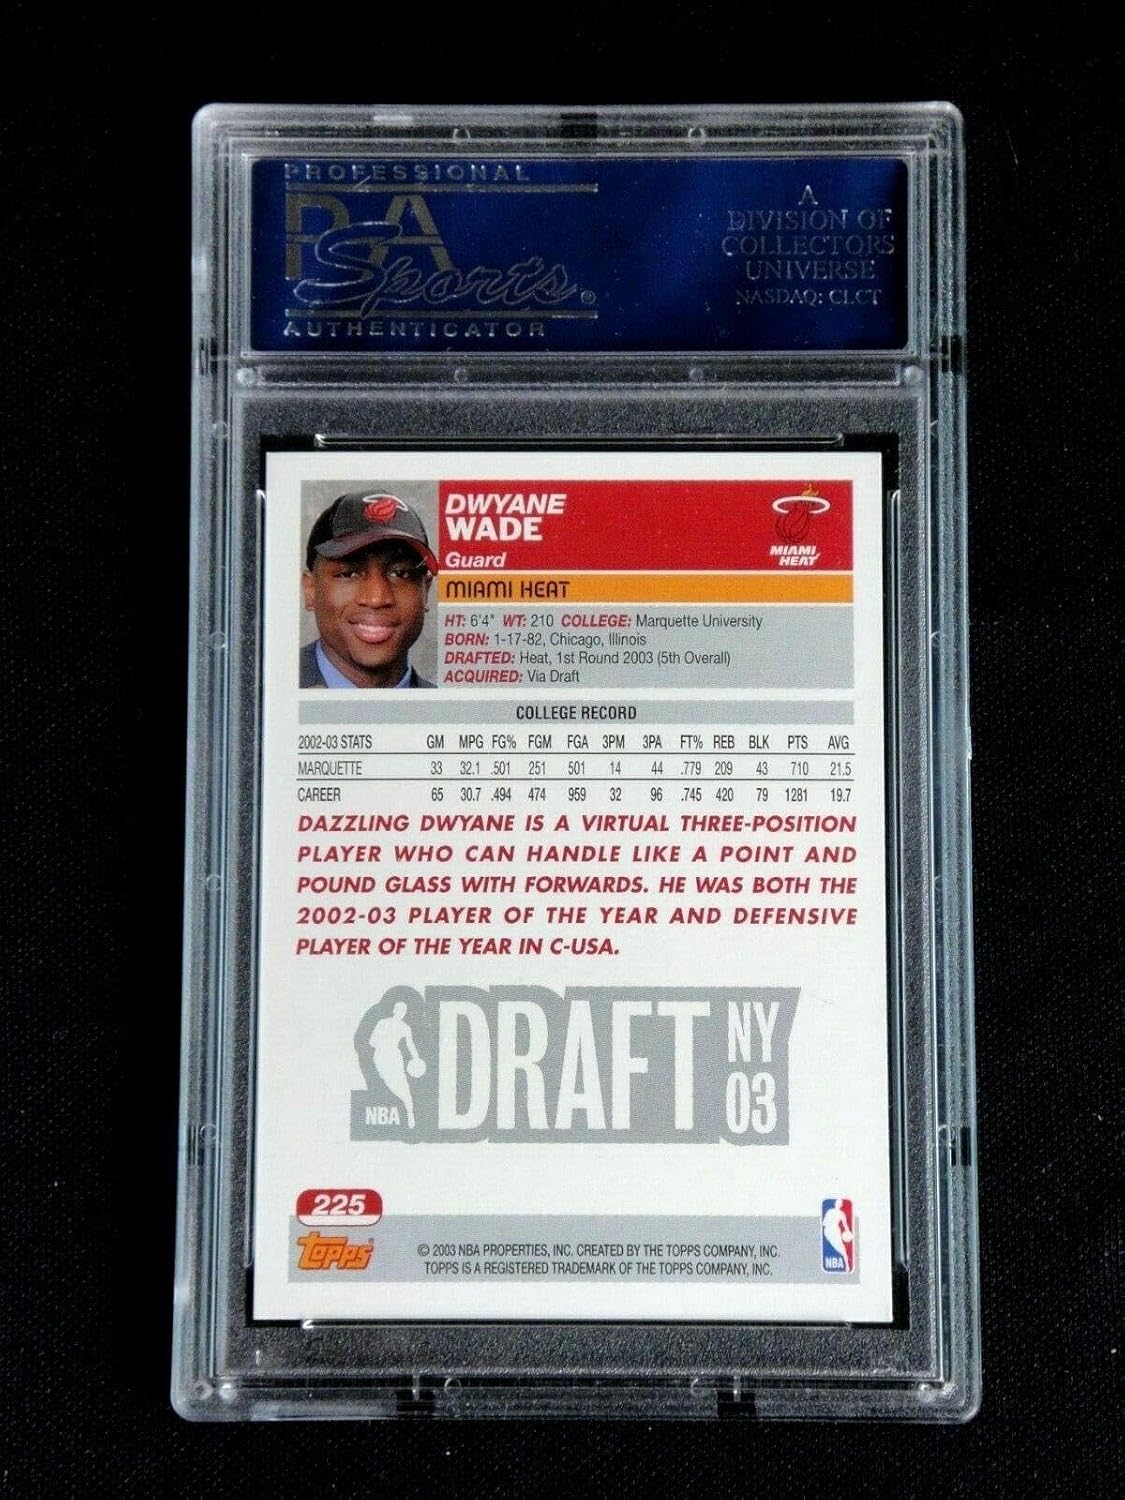 PROFESSIONAL
PSA
Sports®
AUTHENTICATOR
A
DIVISION OF
COLLECTORS
UNIVERSE
NASDAQ: CLCT
DWYANE
WADE
Guard
MIAMI HEAT
MIAMI
HEAT
HT: 6'4" WT: 210 COLLEGE: Marquette University
BORN: 1-17-82, Chicago, Illinois
DRAFTED: Heat, 1st Round 2003 (5th Overall)
ACQUIRED: Via Draft
COLLEGE RECORD
2002-03 STATS GM MPG FG% FGM FGA 3PM 3PA FT% REB BLK PTS AVG
MARQUETTE 33 32.1 .501 251 501 14 44 .779 209 43 710 21.5
CAREER 65 30.7 .494 474 959 32 96 .745 420 79 1281 19.7
DAZZLING DWYANE IS A VIRTUAL THREE-POSITION
PLAYER WHO CAN HANDLE LIKE A POINT AND
POUND GLASS WITH FORWARDS. HE WAS BOTH THE
2002-03 PLAYER OF THE YEAR AND DEFENSIVE
PLAYER OF THE YEAR IN C-USA.
NBA
DRAFT
NY
03
225
topps®
© 2003 NBA PROPERTIES, INC. CREATED BY THE TOPPS COMPANY, INC.
TOPPS IS A REGISTERED TRADEMARK OF THE TOPPS COMPANY, INC.
NBA